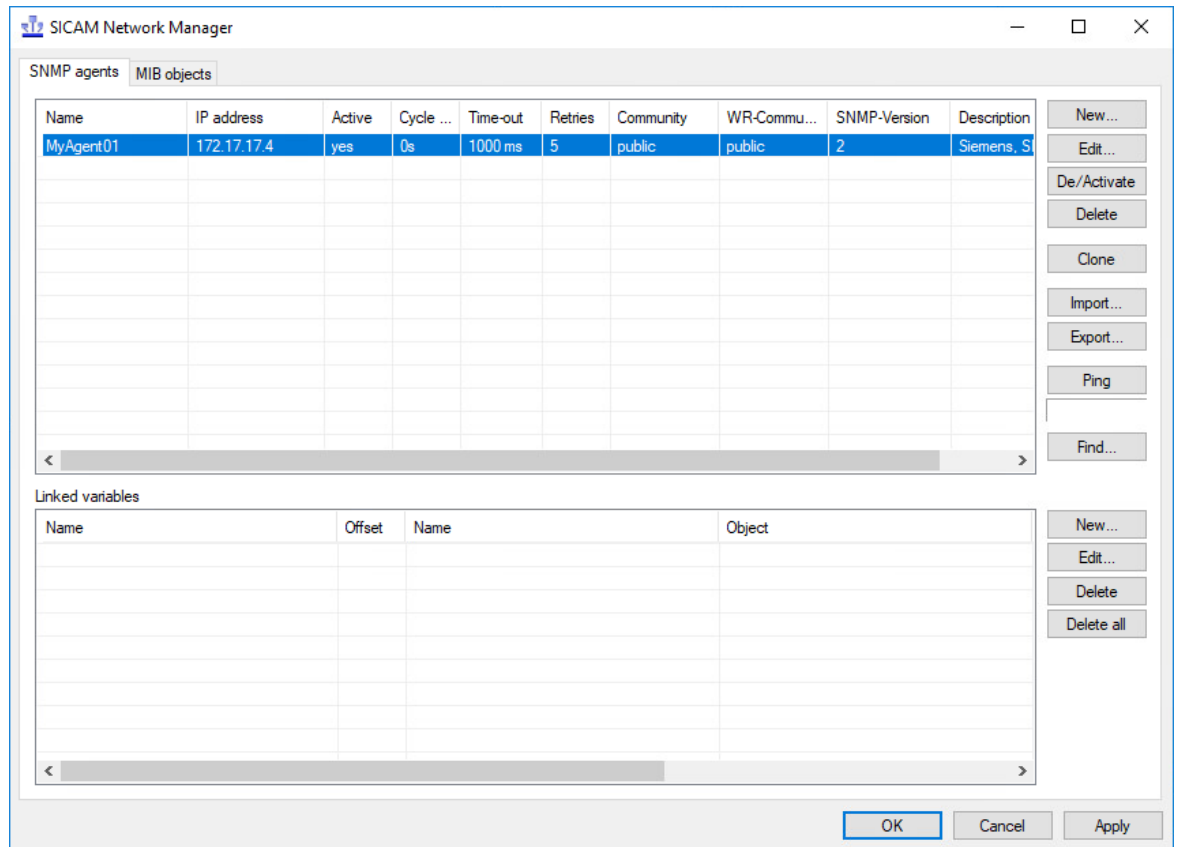 SICAM Network Manager
SNMP agents MIB objects
Name IP address Active Cycle ... Time-out Retries Community WR-Commu... SNMP-Version Description
MyAgent01 172.17.17.4 yes 0s 1000 ms 5 public public 2 Siemens, SI
New...
Edit...
De/Activate
Delete
Clone
Import...
Export...
Ping
Find...
Linked variables
Name Offset Name Object
New...
Edit...
Delete
Delete all
OK Cancel Apply